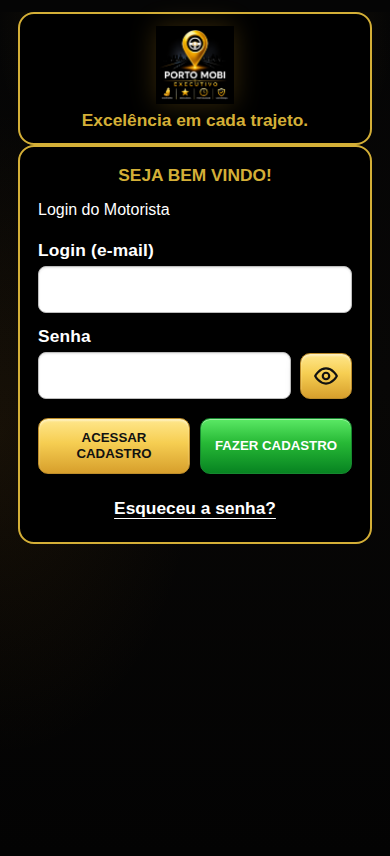 PORTO MOBI
EXECUTIVO
Excelência em cada trajeto.
SEJA BEM VINDO!
Login do Motorista
Login (e-mail)
Senha
ACESSAR
CADASTRO
FAZER CADASTRO
Esqueceu a senha?